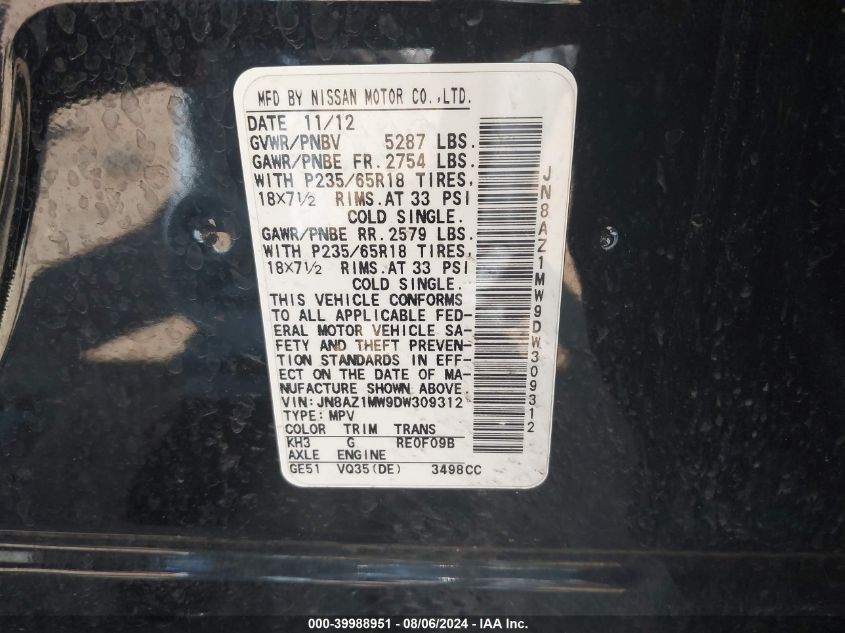 MFD BY NISSAN MOTOR CO.,LTD.
DATE 11/12
GVWR/PNBV 5287 LBS.
GAWR/PNBE FR. 2754 LBS.
WITH P235/65R18 TIRES,
18×7½ RIMS.AT 33 PSI
COLD SINGLE.
GAWR/PNBE RR. 2579 LBS.
WITH P235/65R18 TIRES,
18×7½ RIMS.AT 33 PSI
COLD SINGLE.
THIS VEHICLE CONFORMS
TO ALL APPLICABLE FED-
ERAL MOTOR VEHICLE SA-
FETY AND THEFT PREVEN-
TION STANDARDS IN EFF-
ECT ON THE DATE OF MA-
NUFACTURE SHOWN ABOVE.
VIN: JN8AZ1MW9DW309312
TYPE: MPV
COLOR TRIM TRANS
KH3 G RE0F09B
AXLE ENGINE
GE51 VQ35(DE) 3498CC
JN8AZ1MW9DW309312
000-39988951 - 08/06/2024 - IAA Inc.